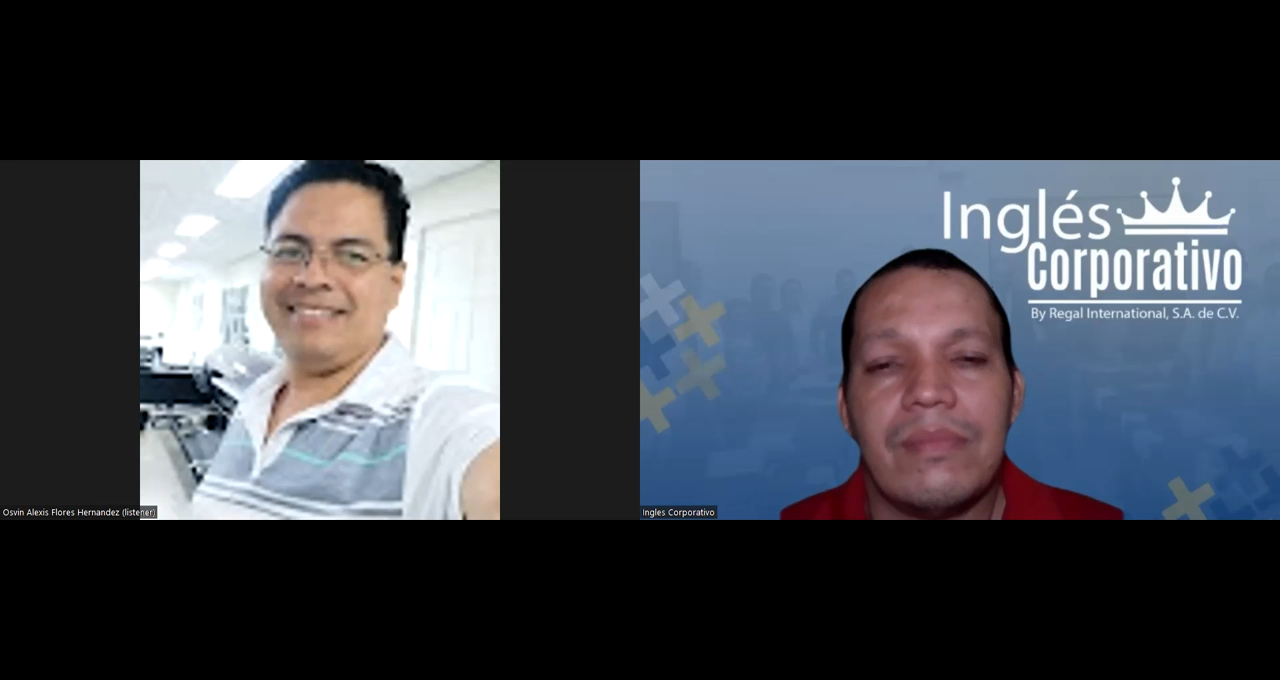 Inglés
Corporativo
By Regal International, S.A. de C.V.
Osvin Alexis Flores Hernandez (listener)
Ingles Corporativo